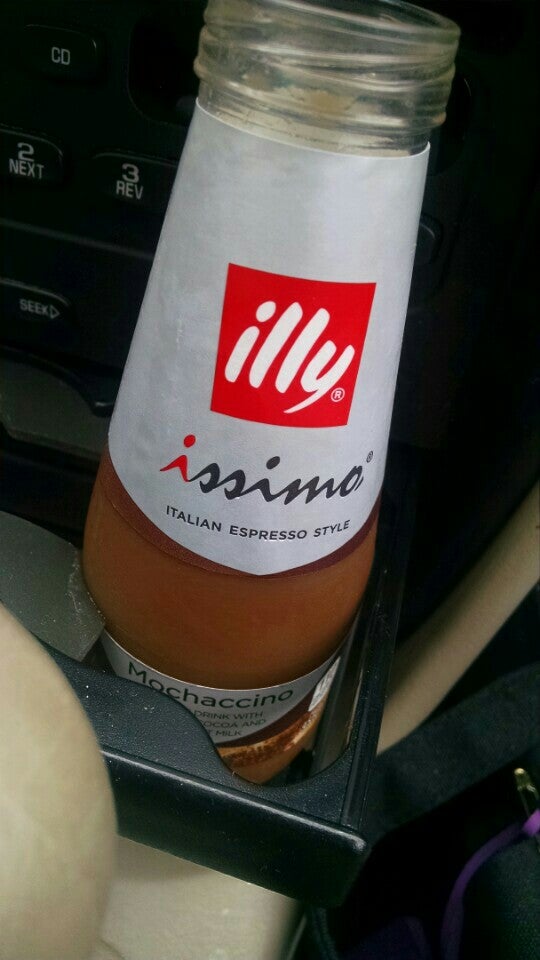 CD
2
NEXT
3
REV
SEEK
illy®
issimo®
ITALIAN ESPRESSO STYLE
Mochaccino
DRINK WITH
COCOA AND
MILK